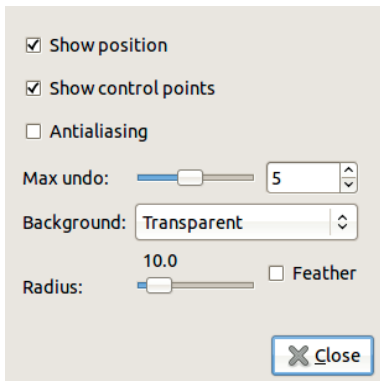 Show position
Show control points
Antialiasing
Max undo: 5
Background: Transparent
10.0
Radius: Feather
Close